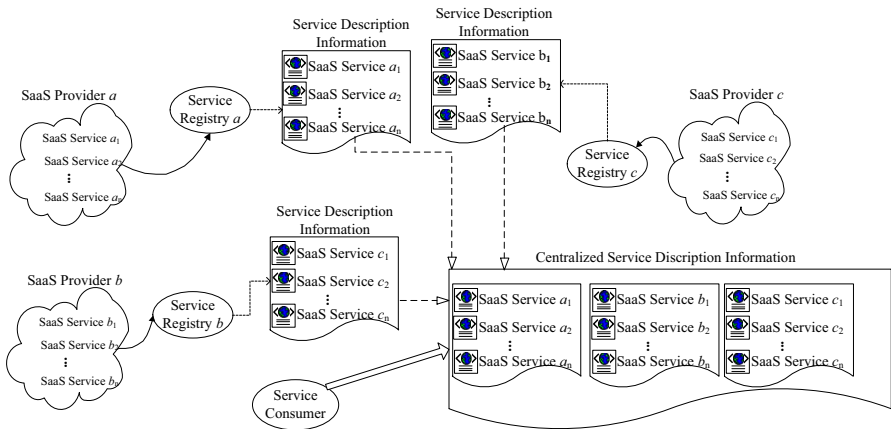 Service Description
Information
SaaS Service a1
SaaS Service a2
⋮
SaaS Service an
Service Description
Information
SaaS Service b1
SaaS Service b2
⋮
SaaS Service bn
SaaS Provider a
SaaS Service a1
SaaS Service a2
⋮
SaaS Service an
Service
Registry a
SaaS Provider c
SaaS Service c1
SaaS Service c2
⋮
SaaS Service cn
Service
Registry c
Service Description
Information
SaaS Service c1
SaaS Service c2
⋮
SaaS Service cn
SaaS Provider b
SaaS Service b1
SaaS Service b2
⋮
SaaS Service bn
Service
Registry b
Centralized Service Discription Information
SaaS Service a1
SaaS Service a2
⋮
SaaS Service an
SaaS Service b1
SaaS Service b2
⋮
SaaS Service bn
SaaS Service c1
SaaS Service c2
⋮
SaaS Service cn
Service
Consumer